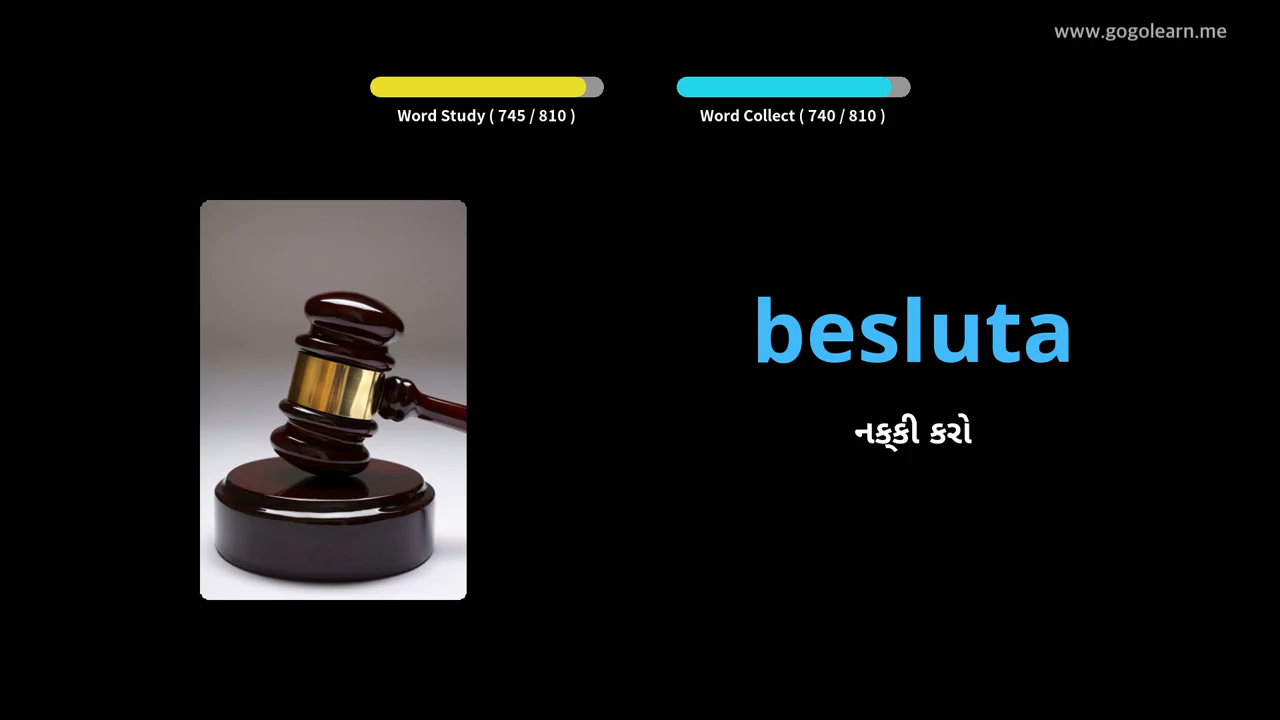 www.gogolearn.me
Word Study ( 745 / 810 )
Word Collect ( 740 / 810 )
besluta
નક્કી કરો